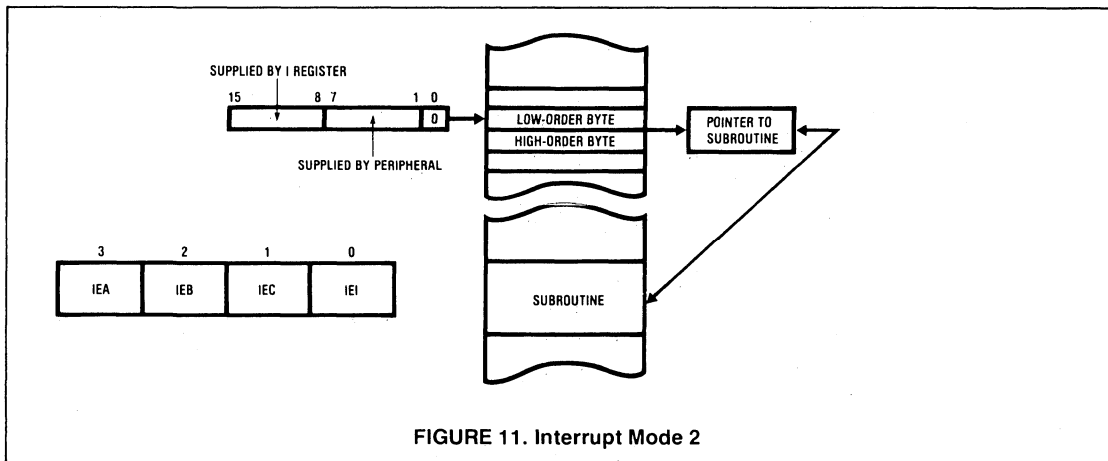 SUPPLIED BY I REGISTER
15 8 7 1 0
0
SUPPLIED BY PERIPHERAL
LOW-ORDER BYTE
HIGH-ORDER BYTE
POINTER TO
SUBROUTINE
3 2 1 0
IEA IEB IEC IEI
SUBROUTINE
FIGURE 11. Interrupt Mode 2